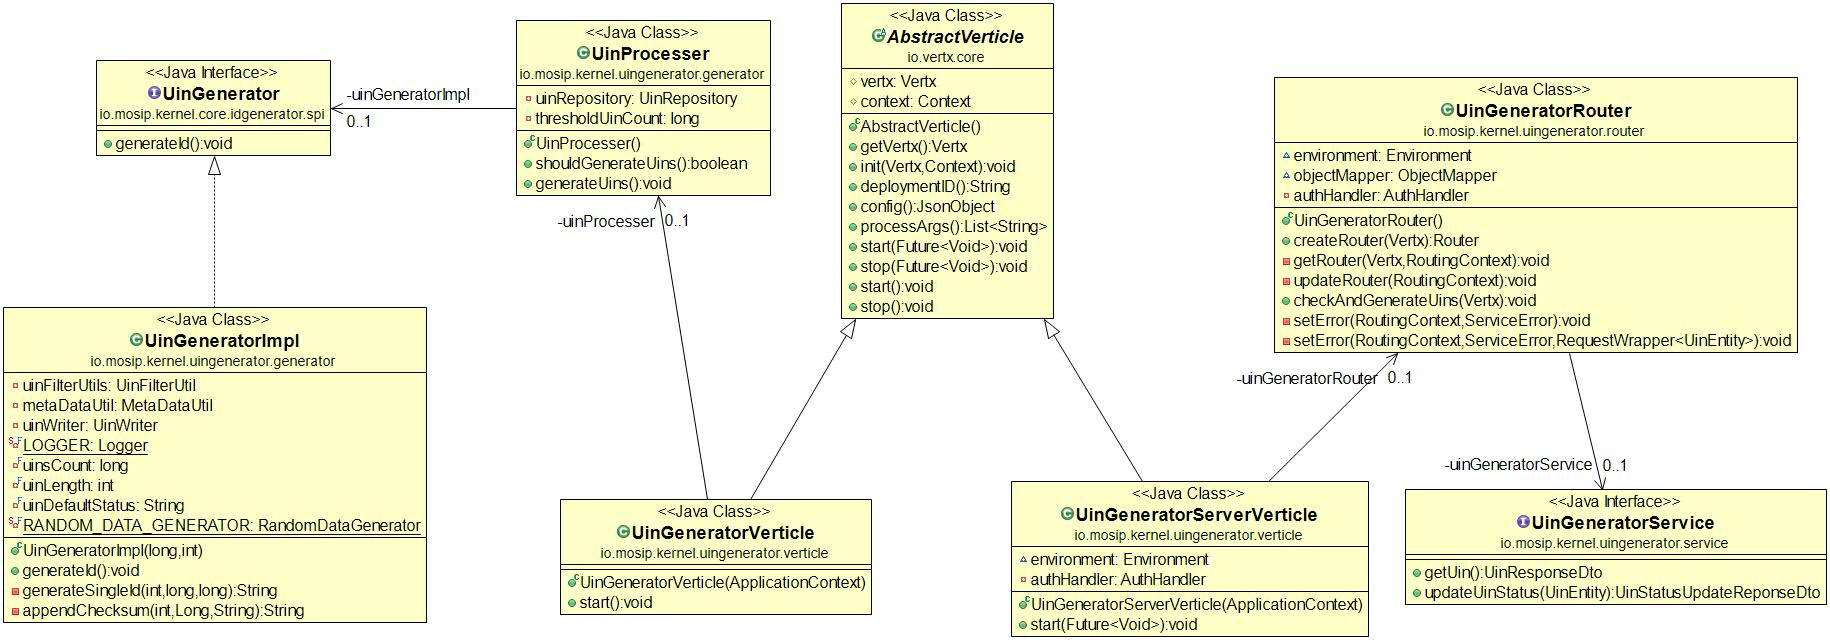 <<Java Interface>>
UinGenerator
io.mosip.kernel.core.idgenerator.spi
generateId():void
-uinGeneratorImpl
0..1
<<Java Class>>
UinProcesser
io.mosip.kernel.uingenerator.generator
uinRepository: UinRepository
thresholdUinCount: long
UinProcesser()
shouldGenerateUins():boolean
generateUins():void
-uinProcesser
0..1
<<Java Class>>
AbstractVerticle
io.vertx.core
vertx: Vertx
context: Context
AbstractVerticle()
getVertx():Vertx
init(Vertx,Context):void
deploymentID():String
config():JsonObject
processArgs():List<String>
start(Future<Void>):void
stop(Future<Void>):void
start():void
stop():void
<<Java Class>>
UinGeneratorRouter
io.mosip.kernel.uingenerator.router
environment: Environment
objectMapper: ObjectMapper
authHandler: AuthHandler
UinGeneratorRouter()
createRouter(Vertx):Router
getRouter(Vertx,RoutingContext):void
updateRouter(RoutingContext):void
checkAndGenerateUins(Vertx):void
setError(RoutingContext,ServiceError):void
setError(RoutingContext,ServiceError,RequestWrapper<UinEntity>):void
-uinGeneratorRouter
0..1
-uinGeneratorService
0..1
<<Java Class>>
UinGeneratorImpl
io.mosip.kernel.uingenerator.generator
uinFilterUtils: UinFilterUtil
metaDataUtil: MetaDataUtil
uinWriter: UinWriter
LOGGER: Logger
uinsCount: long
uinLength: int
uinDefaultStatus: String
RANDOM_DATA_GENERATOR: RandomDataGenerator
UinGeneratorImpl(long,int)
generateId():void
generateSingleId(int,long,long):String
appendChecksum(int,Long,String):String
<<Java Class>>
UinGeneratorVerticle
io.mosip.kernel.uingenerator.verticle
UinGeneratorVerticle(ApplicationContext)
start():void
<<Java Class>>
UinGeneratorServerVerticle
io.mosip.kernel.uingenerator.verticle
environment: Environment
authHandler: AuthHandler
UinGeneratorServerVerticle(ApplicationContext)
start(Future<Void>):void
<<Java Interface>>
UinGeneratorService
io.mosip.kernel.uingenerator.service
getUin():UinResponseDto
updateUinStatus(UinEntity):UinStatusUpdateReponseDto